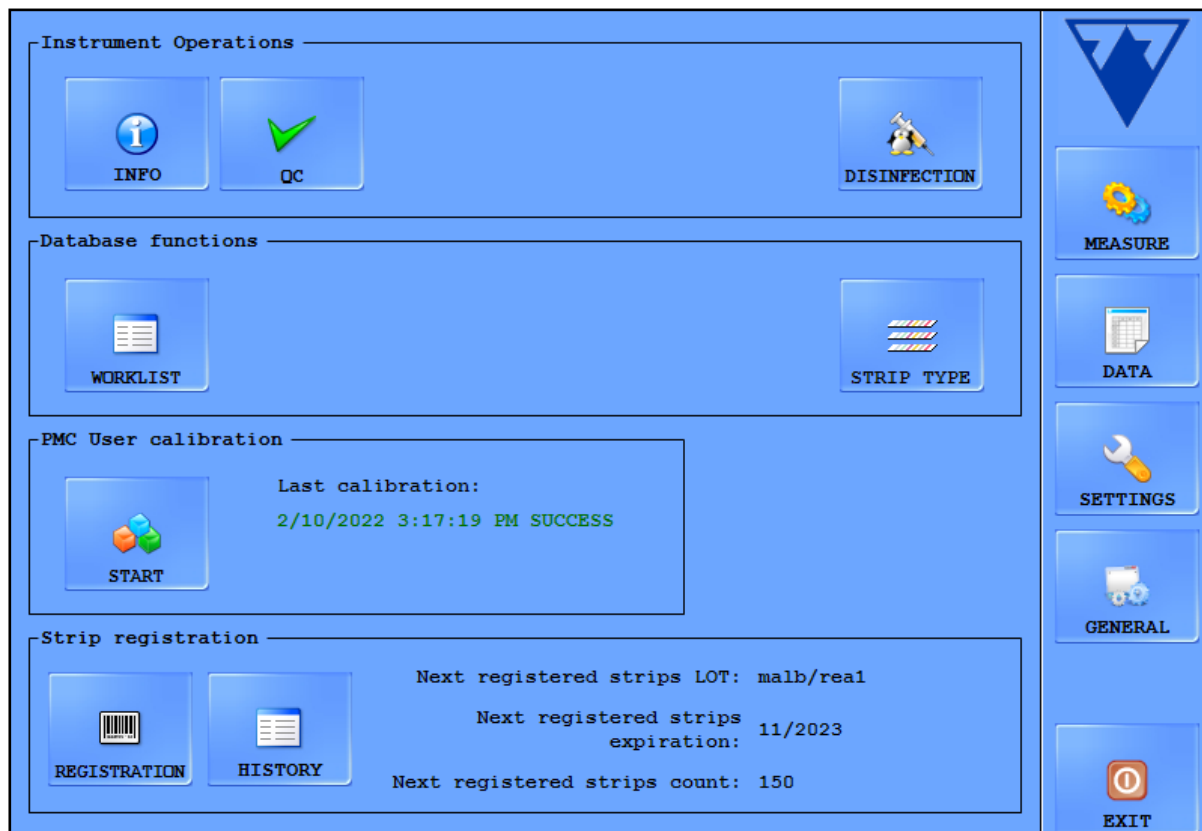 Instrument Operations
INFO
QC
DISINFECTION
Database functions
WORKLIST
STRIP TYPE
PMC User calibration
START
Last calibration:
2/10/2022 3:17:19 PM SUCCESS
Strip registration
REGISTRATION
HISTORY
Next registered strips LOT: malb/rea1
Next registered strips
expiration: 11/2023
Next registered strips count: 150
MEASURE
DATA
SETTINGS
GENERAL
EXIT